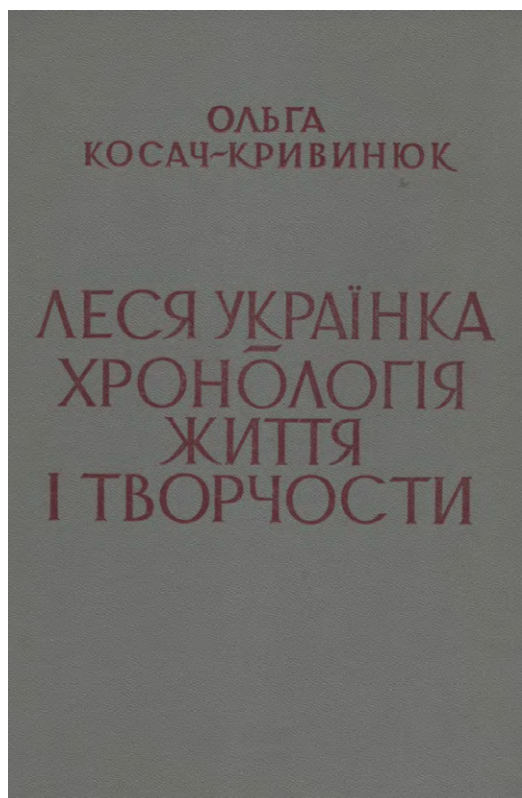 ОЛЬГА
КОСАЧ-КРИВИНЮК
ЛЕСЯ УКРАЇНКА
–
ХРОНОЛОГІЯ
ЖИТТЯ
І ТВОРЧОСТИ